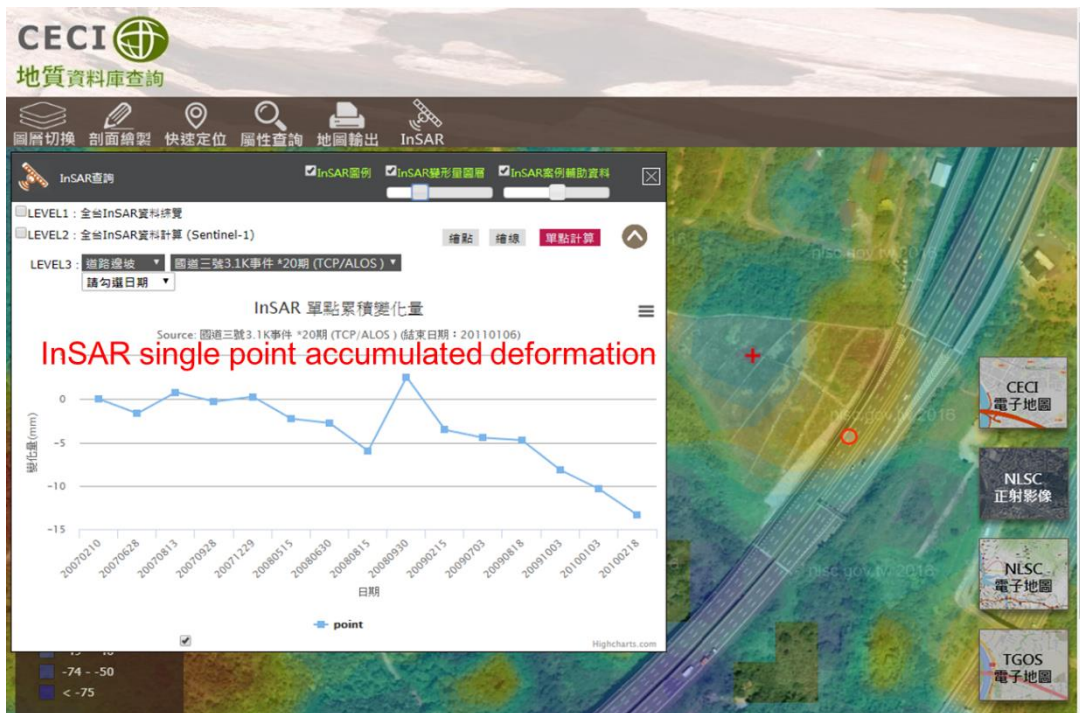 CECI
地質資料庫查詢
圖層切換 剖面繪製 快速定位 屬性查詢 地圖輸出 InSAR
InSAR查詢 InSAR圖例 InSAR變形量圖層 InSAR案例輔助資料
LEVEL1 : 全台InSAR資料綜覽
LEVEL2 : 全台InSAR資料計算 (Sentinel-1)
繪點 繪線 單點計算
LEVEL3 : 道路邊坡 國道三號3.1K事件 *20期 (TCP/ALOS )
請勾選日期
InSAR 單點累積變化量
Source: 國道三號3.1K事件 *20期 (TCP/ALOS ) (結束日期：20110106)
InSAR single point accumulated deformation
0
-5
-10
-15
變化量(mm)
20070210 20070628 20070813 20070928 20071229 20080515 20080630 20080815 20080930 20090215 20090703 20090818 20091003 20100103 20100218
日期
point
Highcharts.com
-74 - -50
< -75
nlsc.gov.tw 2016
nlsc.gov.tw 2016
nlsc.gov.tw 2016
CECI
電子地圖
NLSC
正射影像
NLSC
電子地圖
TGOS
電子地圖